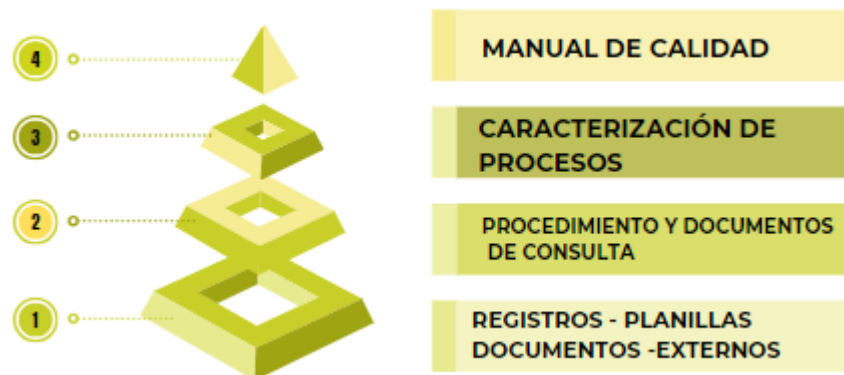 4
MANUAL DE CALIDAD
3
CARACTERIZACIÓN DE
PROCESOS
2
PROCEDIMIENTO Y DOCUMENTOS
DE CONSULTA
1
REGISTROS - PLANILLAS
DOCUMENTOS -EXTERNOS